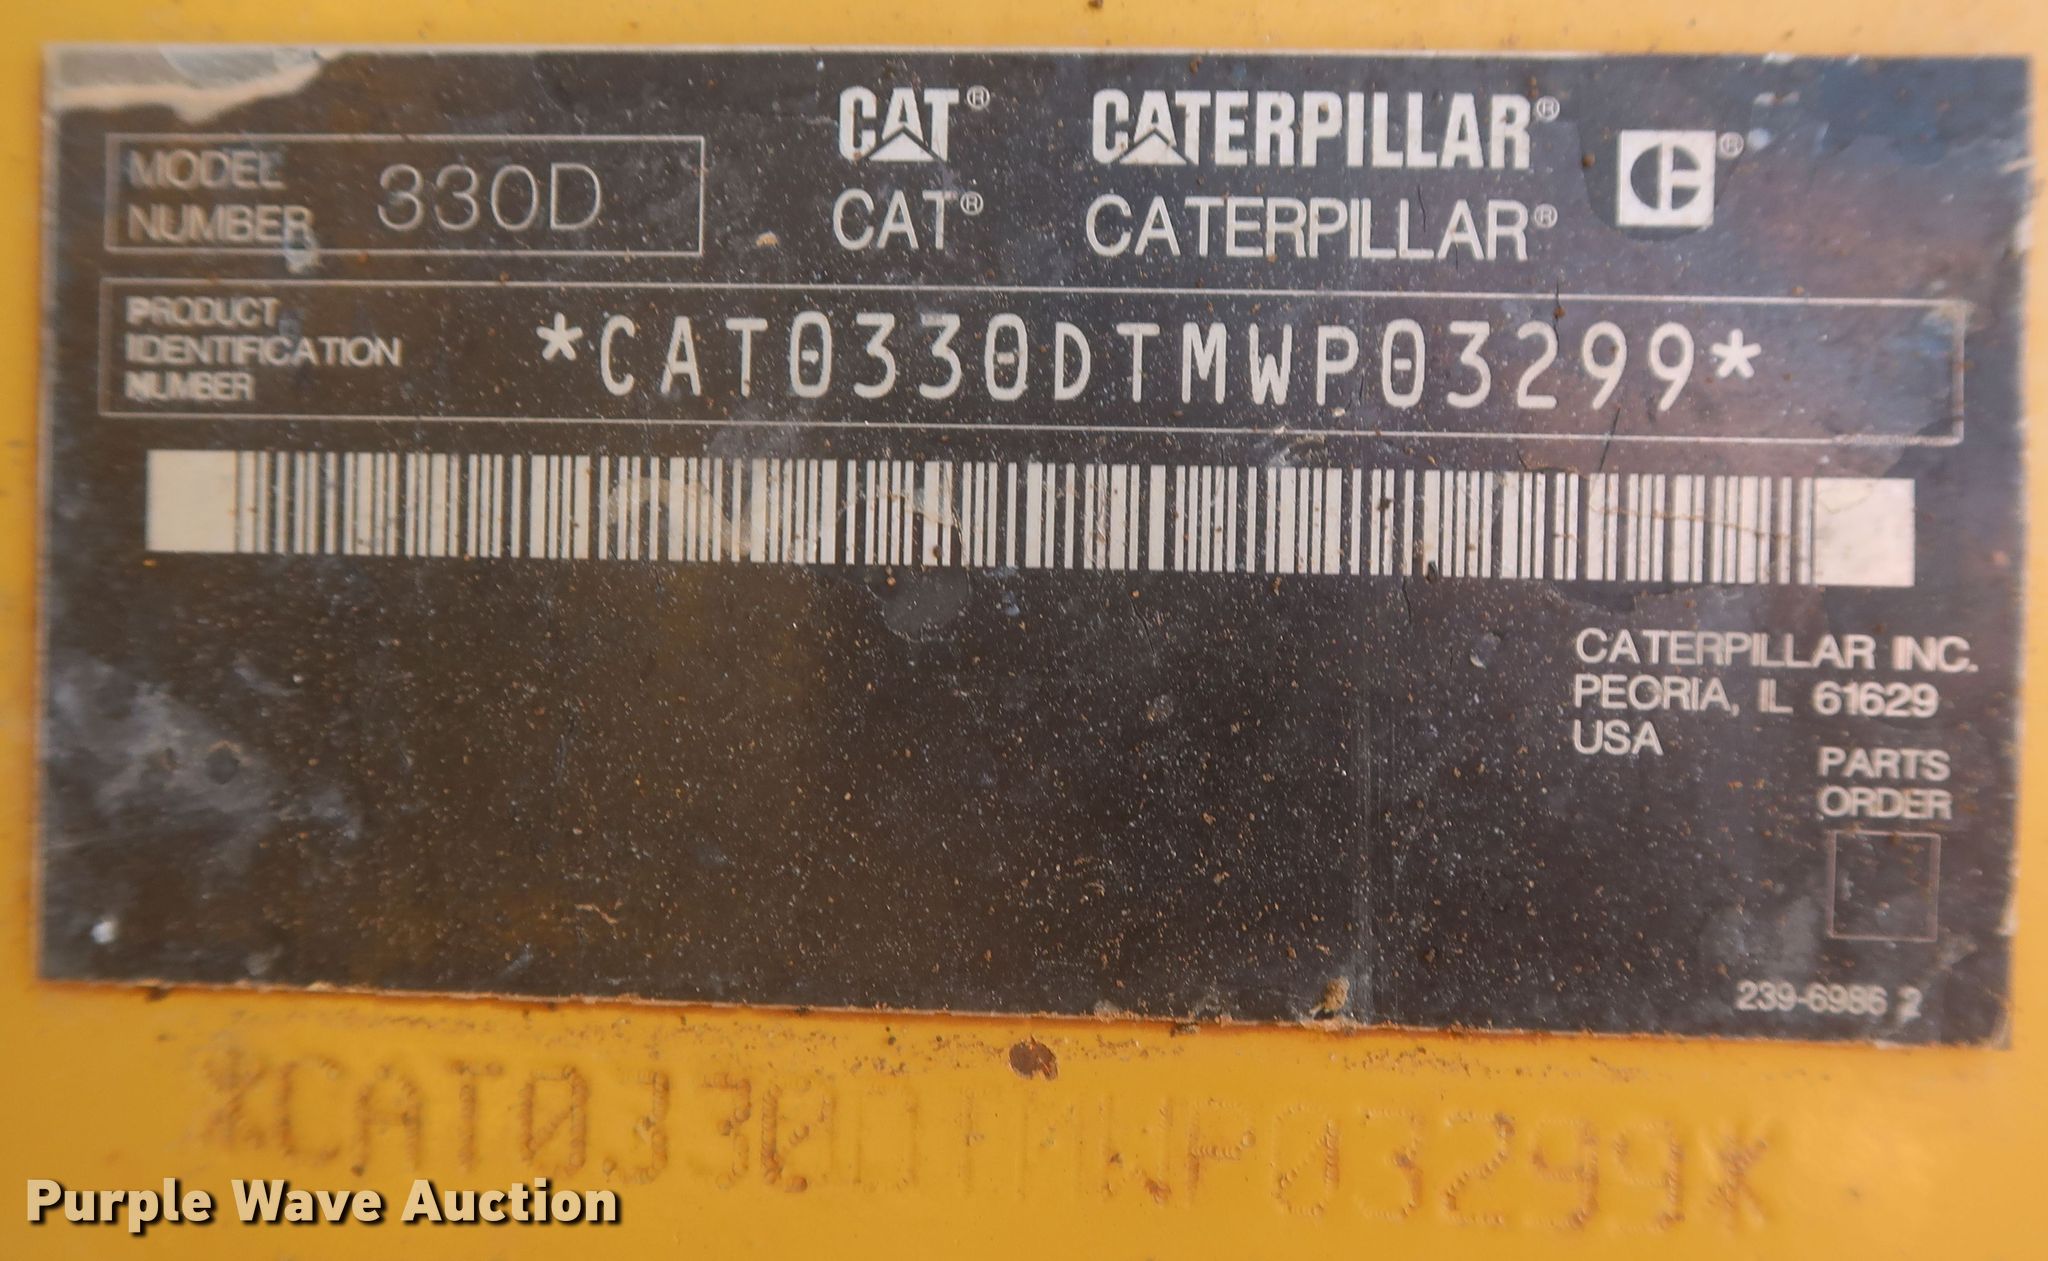 CAT® CATERPILLAR® ®
MODEL NUMBER 330D
CAT® CATERPILLAR®
PRODUCT IDENTIFICATION NUMBER *CAT0330DTMWP03299*
CATERPILLAR INC.
PEORIA, IL 61629
USA
PARTS
ORDER
239-6986 2
*CAT0330DTMWP03299*
Purple Wave Auction